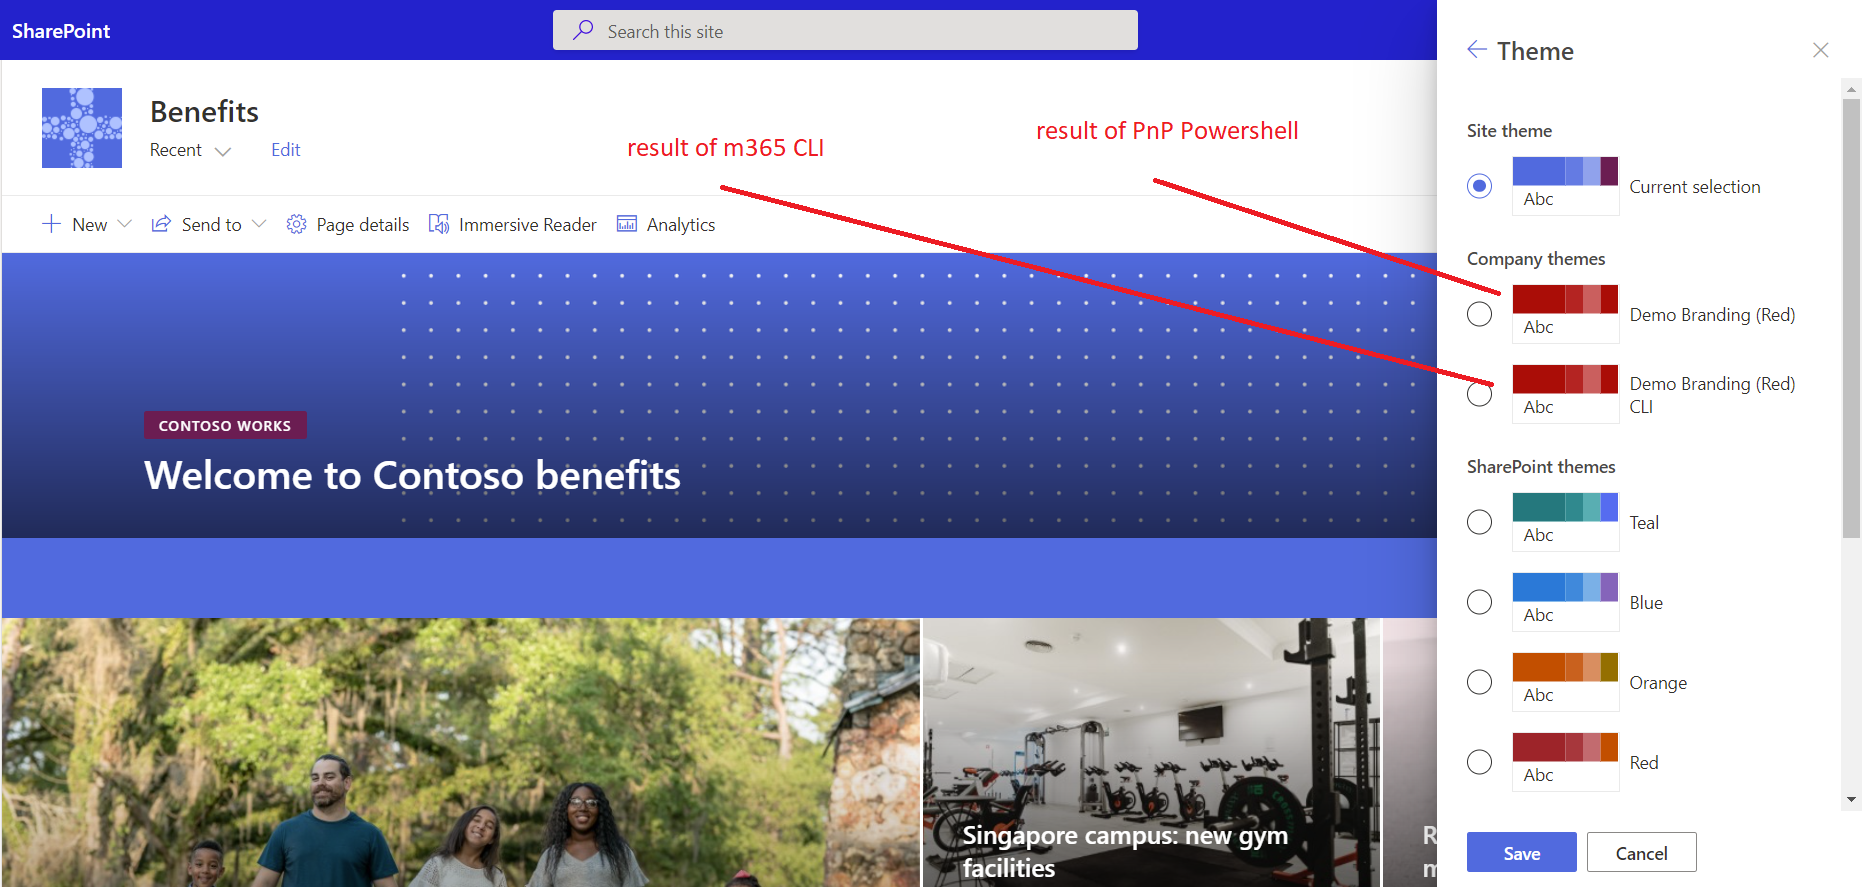 SharePoint
Search this site
Benefits
Recent
Edit
result of m365 CLI
result of PnP Powershell
New
Send to
Page details
Immersive Reader
Analytics
CONTOSO WORKS
Welcome to Contoso benefits
Singapore campus: new gym
facilities
R
m
Theme
Site theme
Abc
Current selection
Company themes
Abc
Demo Branding (Red)
Abc
Demo Branding (Red)
CLI
SharePoint themes
Abc
Teal
Abc
Blue
Abc
Orange
Abc
Red
Save
Cancel